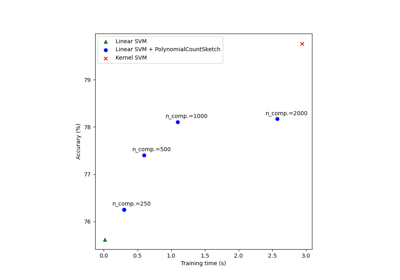 Linear SVM
Linear SVM + PolynomialCountSketch
Kernel SVM
79
78
77
76
Accurary (%)
n_comp.=1000
n_comp.=2000
n_comp.=500
n_comp.=250
0.0 0.5 1.0 1.5 2.0 2.5 3.0
Training time (s)